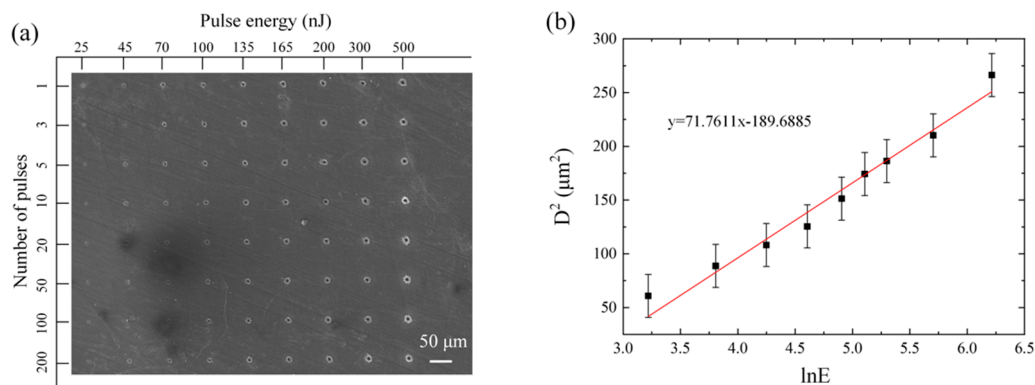 (a)
Pulse energy (nJ)
25 45 70 100 135 165 200 300 500
Number of pulses
1
3
5
10
20
50
100
200
50 μm
(b)
D² (μm²)
300
250
200
150
100
50
y=71.7611x-189.6885
3.0 3.5 4.0 4.5 5.0 5.5 6.0 6.5
lnE